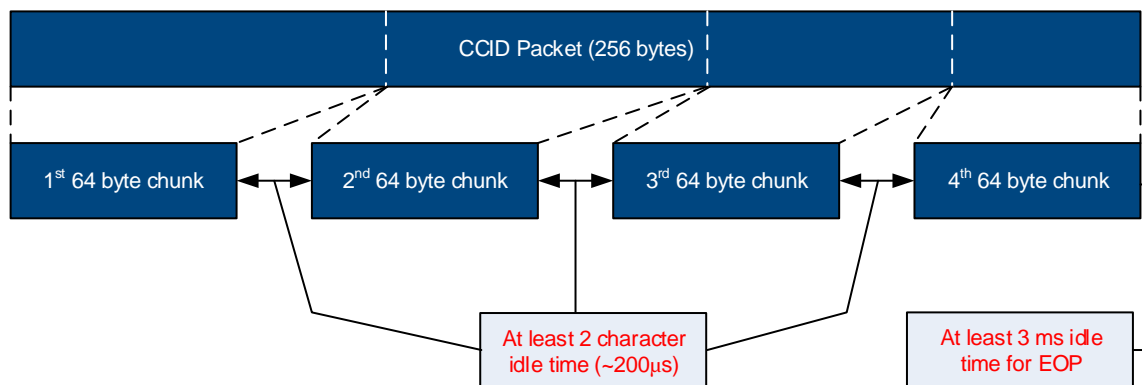 CCID Packet (256 bytes)
1st 64 byte chunk
2nd 64 byte chunk
3rd 64 byte chunk
4th 64 byte chunk
At least 2 character
idle time (~200μs)
At least 3 ms idle
time for EOP